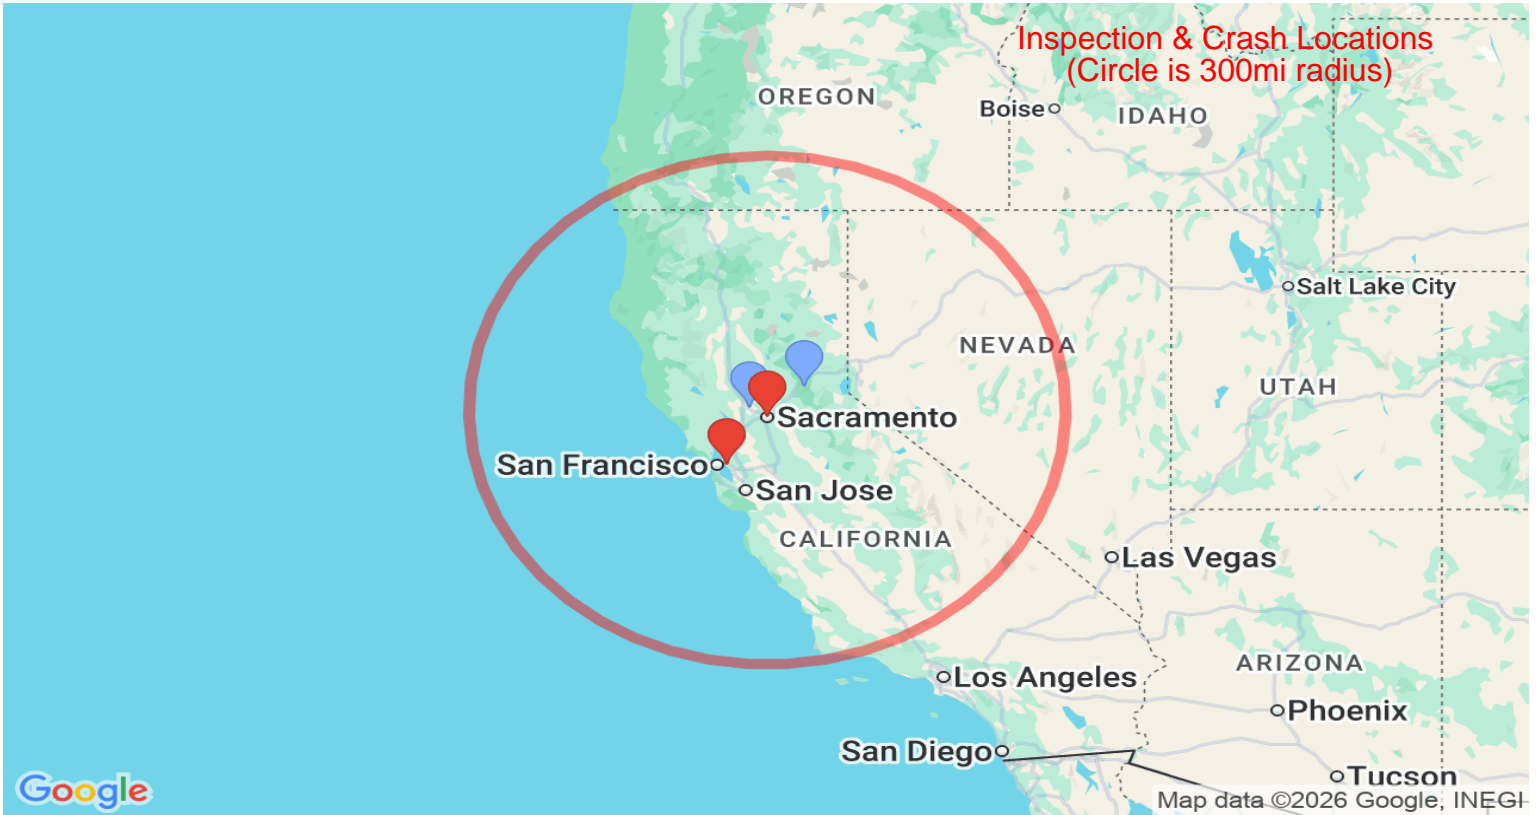 Inspection & Crash Locations
(Circle is 300mi radius)
OREGON
Boise
IDAHO
Salt Lake City
NEVADA
UTAH
Sacramento
San Francisco
San Jose
CALIFORNIA
Las Vegas
ARIZONA
Los Angeles
Phoenix
San Diego
Tucson
Google
Map data ©2026 Google, INEGI